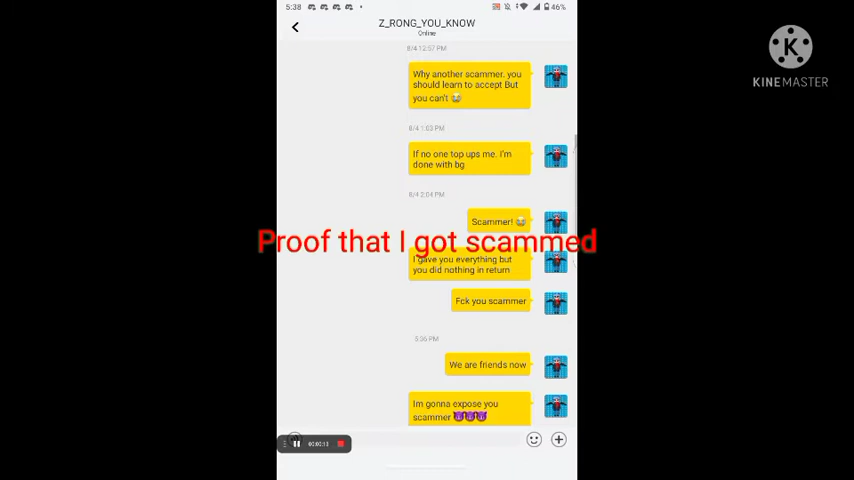 5:38
46%
Z_RONG_YOU_KNOW
Online
8/4 12:57 PM
Why another scammer. you
should learn to accept But
you can't 😭
8/4 1:03 PM
If no one top ups me. I'm
done with bg
8/4 2:04 PM
Scammer! 😭
Proof that I got scammed
I gave you everything but
you did nothing in return
Fck you scammer
5:36 PM
We are friends now
Im gonna expose you
scammer 😈😈😈
K
KINEMASTER